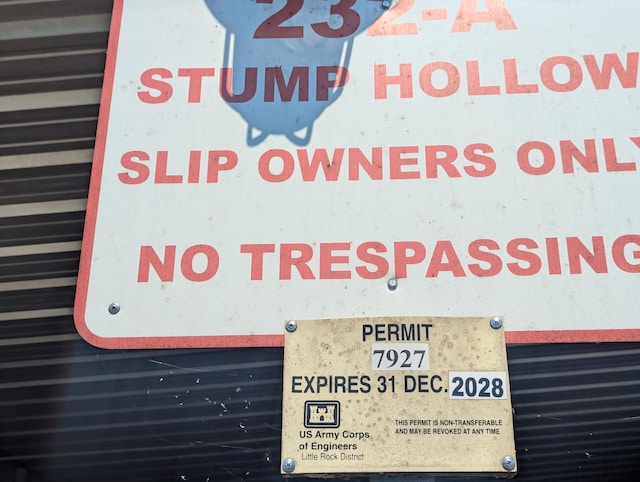 232-A
STUMP HOLLOW
SLIP OWNERS ONLY
NO TRESPASSING
PERMIT
7927
EXPIRES 31 DEC. 2028
US Army Corps
of Engineers
Little Rock District
THIS PERMIT IS NON-TRANSFERABLE
AND MAY BE REVOKED AT ANY TIME